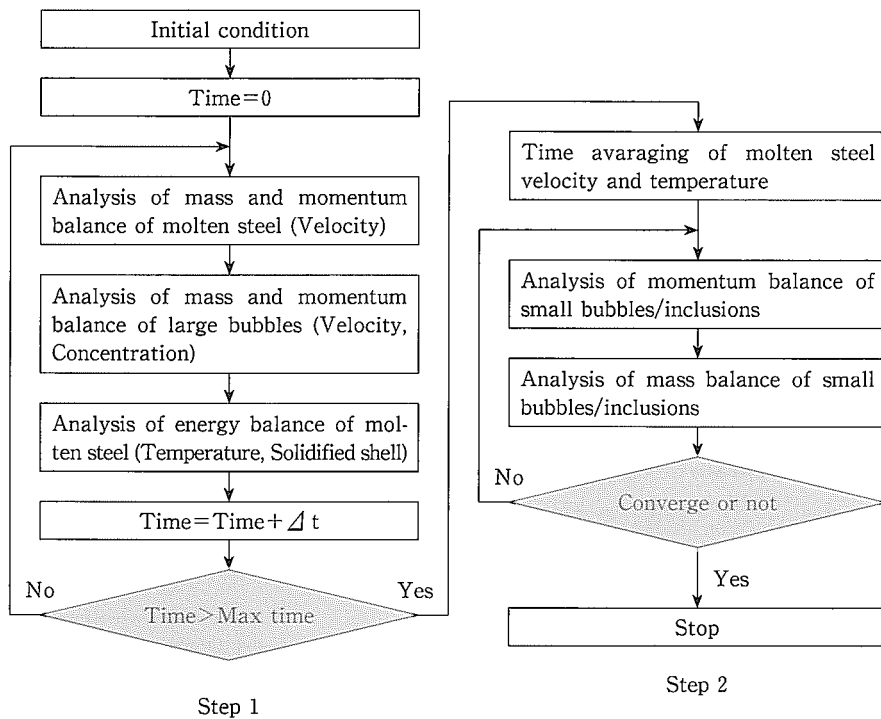 Initial condition
Time=0
Analysis of mass and momentum
balance of molten steel (Velocity)
Analysis of mass and momentum
balance of large bubbles (Velocity,
Concentration)
Analysis of energy balance of mol-
ten steel (Temperature, Solidified shell)
Time=Time+⊿t
No
Yes
Time>Max time
Step 1
Time avaraging of molten steel
velocity and temperature
Analysis of momentum balance of
small bubbles/inclusions
Analysis of mass balance of small
bubbles/inclusions
No
Converge or not
Yes
Stop
Step 2